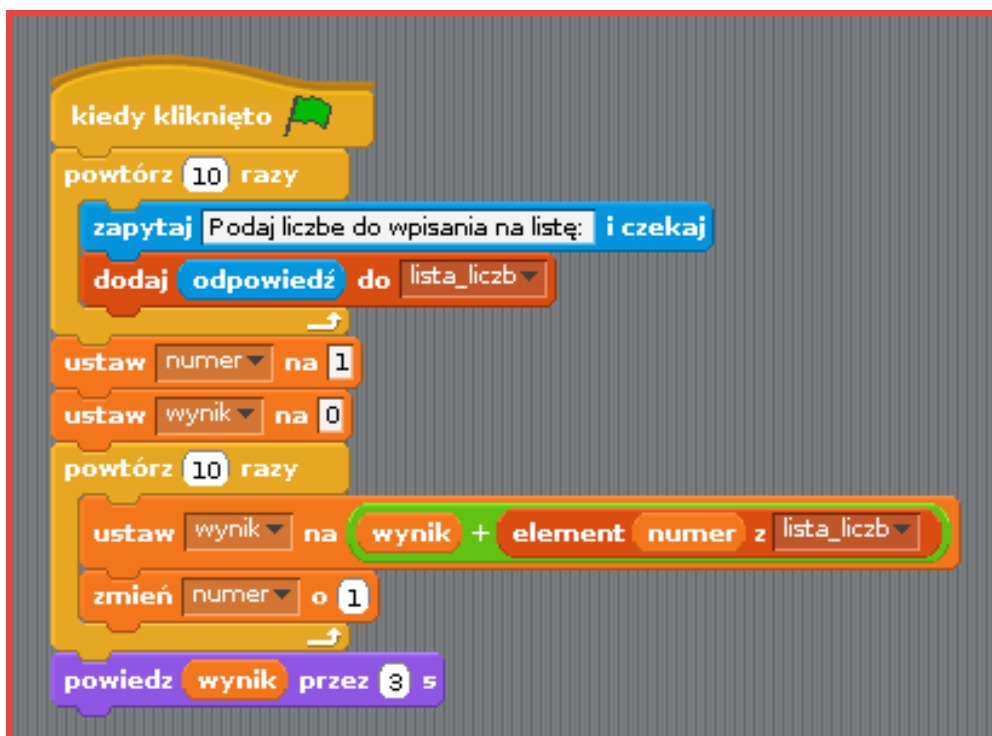 kiedy kliknięto
powtórz 10 razy
zapytaj Podaj liczbe do wpisania na listę: i czekaj
dodaj odpowiedź do lista_liczb
ustaw numer na 1
ustaw wynik na 0
powtórz 10 razy
ustaw wynik na wynik + element numer z lista_liczb
zmień numer o 1
powiedz wynik przez 3 s